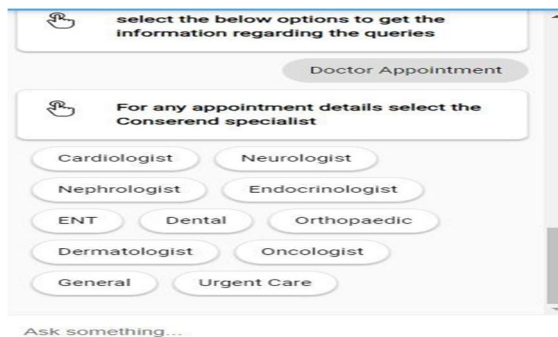 select the below options to get the
information regarding the queries
Doctor Appointment
For any appointment details select the
Conserend specialist
Cardiologist Neurologist
Nephrologist Endocrinologist
ENT Dental Orthopaedic
Dermatologist Oncologist
General Urgent Care
Ask something...